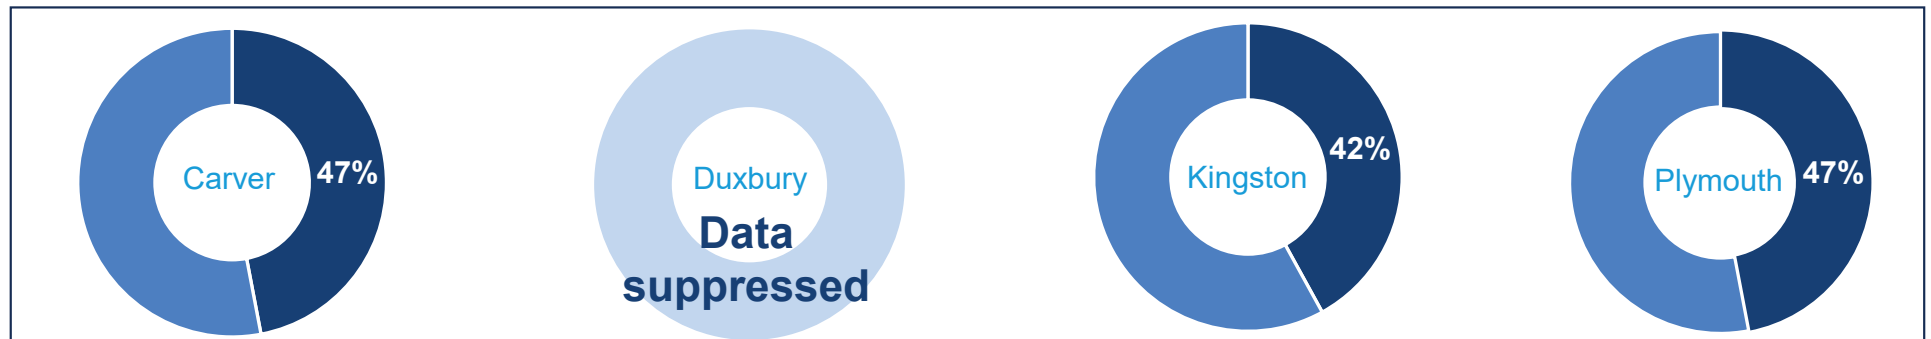 Carver
47%
Duxbury
Data
suppressed
Kingston
42%
Plymouth
47%